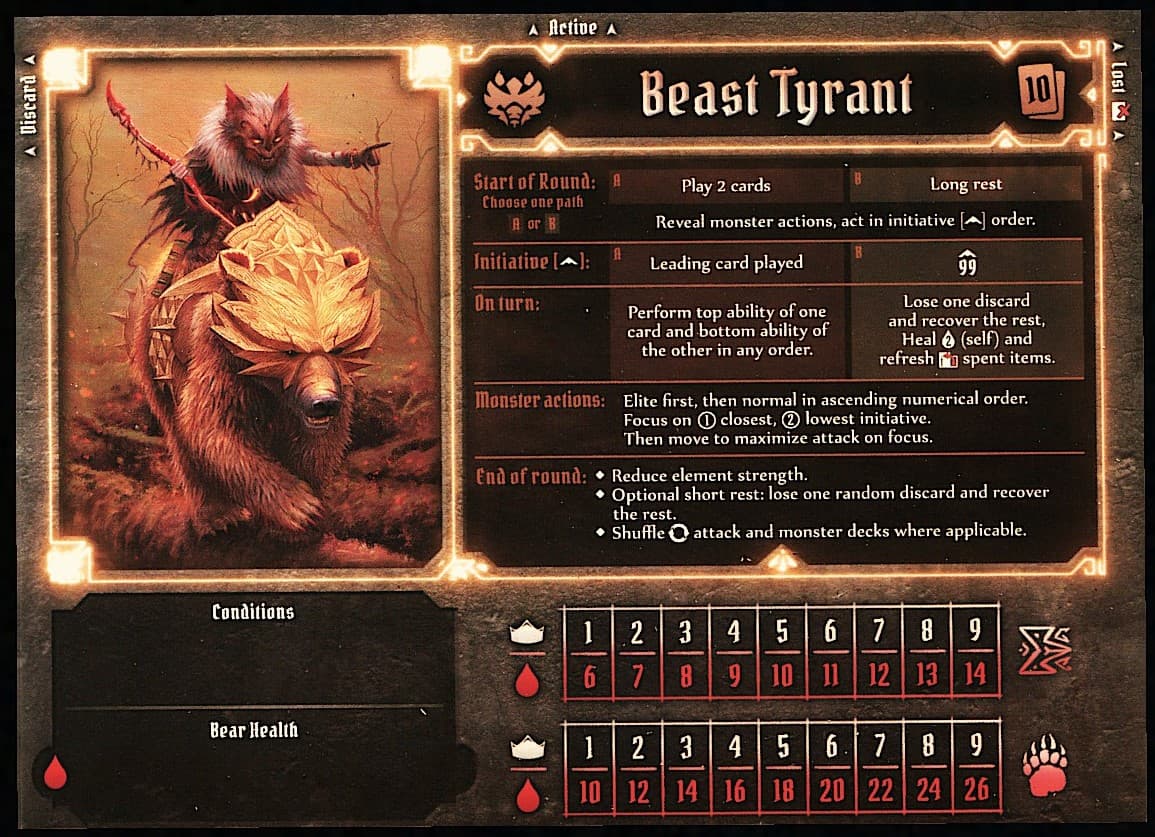 Active
Discard
Lost
Beast Tyrant
10
Start of Round:
Choose one path
A or B
A
Play 2 cards
B
Long rest
Reveal monster actions, act in initiative [ ] order.
Initiative [ ]:
A
Leading card played
B
99
On turn:
Perform top ability of one
card and bottom ability of
the other in any order.
Lose one discard
and recover the rest,
Heal 2 (self) and
refresh spent items.
Monster actions:
Elite first, then normal in ascending numerical order.
Focus on ① closest, ② lowest initiative.
Then move to maximize attack on focus.
End of round:
◆ Reduce element strength.
◆ Optional short rest: lose one random discard and recover
the rest.
◆ Shuffle attack and monster decks where applicable.
Conditions
Bear Health
1 2 3 4 5 6 7 8 9
6 7 8 9 10 11 12 13 14
1 2 3 4 5 6 7 8 9
10 12 14 16 18 20 22 24 26